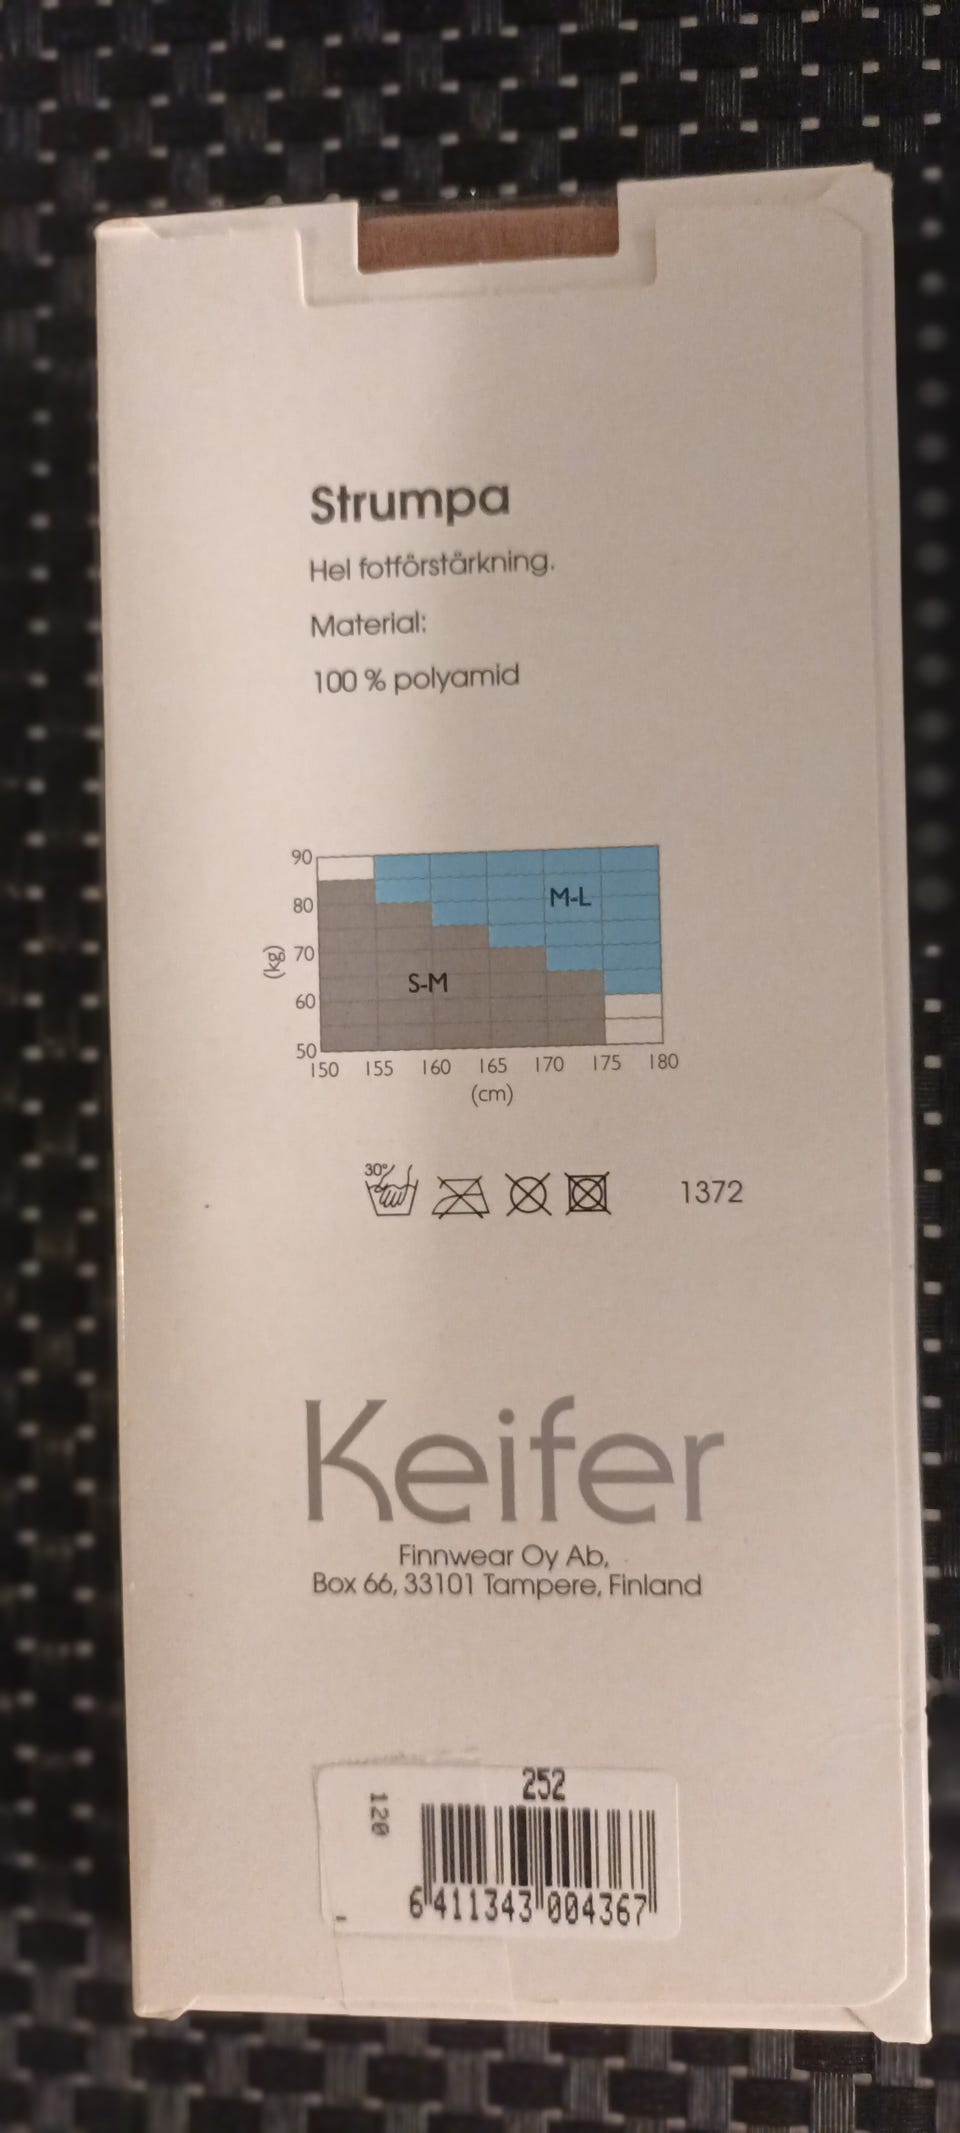 Strumpa
Hel fotförstärkning.
Material:
100 % polyamid
90
80
70
60
50
(kg)
M-L
S-M
150 155 160 165 170 175 180
(cm)
30°
1372
Keifer
Finnwear Oy Ab,
Box 66, 33101 Tampere, Finland
252
120
6 411343 004367